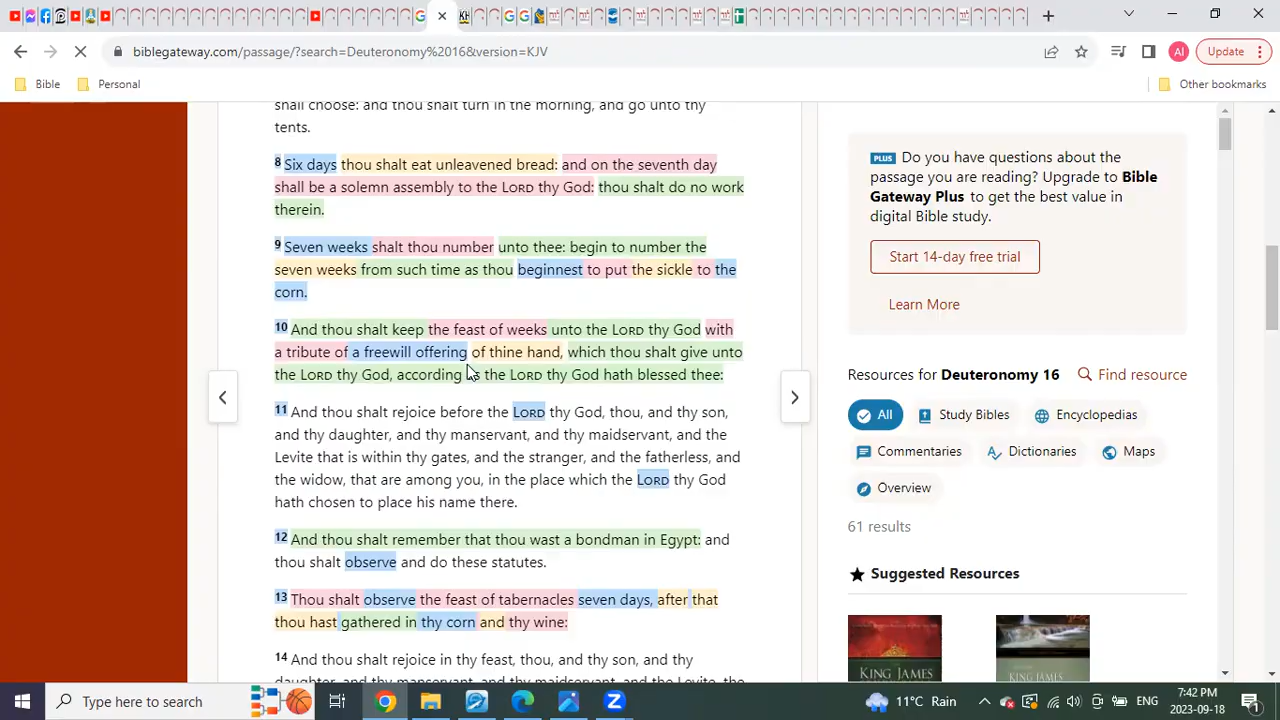 biblegateway.com/passage/?search=Deuteronomy%2016&version=KJV
AI
Update
Bible
Personal
Other bookmarks
shall choose: and thou shalt turn in the morning, and go unto thy
tents.
8 Six days thou shalt eat unleavened bread: and on the seventh day
shall be a solemn assembly to the LORD thy God: thou shalt do no work
therein.
9 Seven weeks shalt thou number unto thee: begin to number the
seven weeks from such time as thou beginnest to put the sickle to the
corn.
10 And thou shalt keep the feast of weeks unto the LORD thy God with
a tribute of a freewill offering of thine hand, which thou shalt give unto
the LORD thy God, according as the LORD thy God hath blessed thee:
11 And thou shalt rejoice before the LORD thy God, thou, and thy son,
and thy daughter, and thy manservant, and thy maidservant, and the
Levite that is within thy gates, and the stranger, and the fatherless, and
the widow, that are among you, in the place which the LORD thy God
hath chosen to place his name there.
12 And thou shalt remember that thou wast a bondman in Egypt: and
thou shalt observe and do these statutes.
13 Thou shalt observe the feast of tabernacles seven days, after that
thou hast gathered in thy corn and thy wine:
14 And thou shalt rejoice in thy feast, thou, and thy son, and thy
daughter, and thy manservant, and thy maidservant, and the Levite, the
PLUS Do you have questions about the
passage you are reading? Upgrade to Bible
Gateway Plus to get the best value in
digital Bible study.
Start 14-day free trial
Learn More
Resources for Deuteronomy 16
Find resource
All
Study Bibles
Encyclopedias
Commentaries
Dictionaries
Maps
Overview
61 results
Suggested Resources
KING JAMES
Type here to search
11°C Rain
ENG
7:42 PM
2023-09-18
1